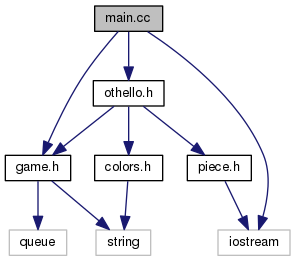 main.cc
othello.h
game.h
colors.h
piece.h
queue
string
iostream